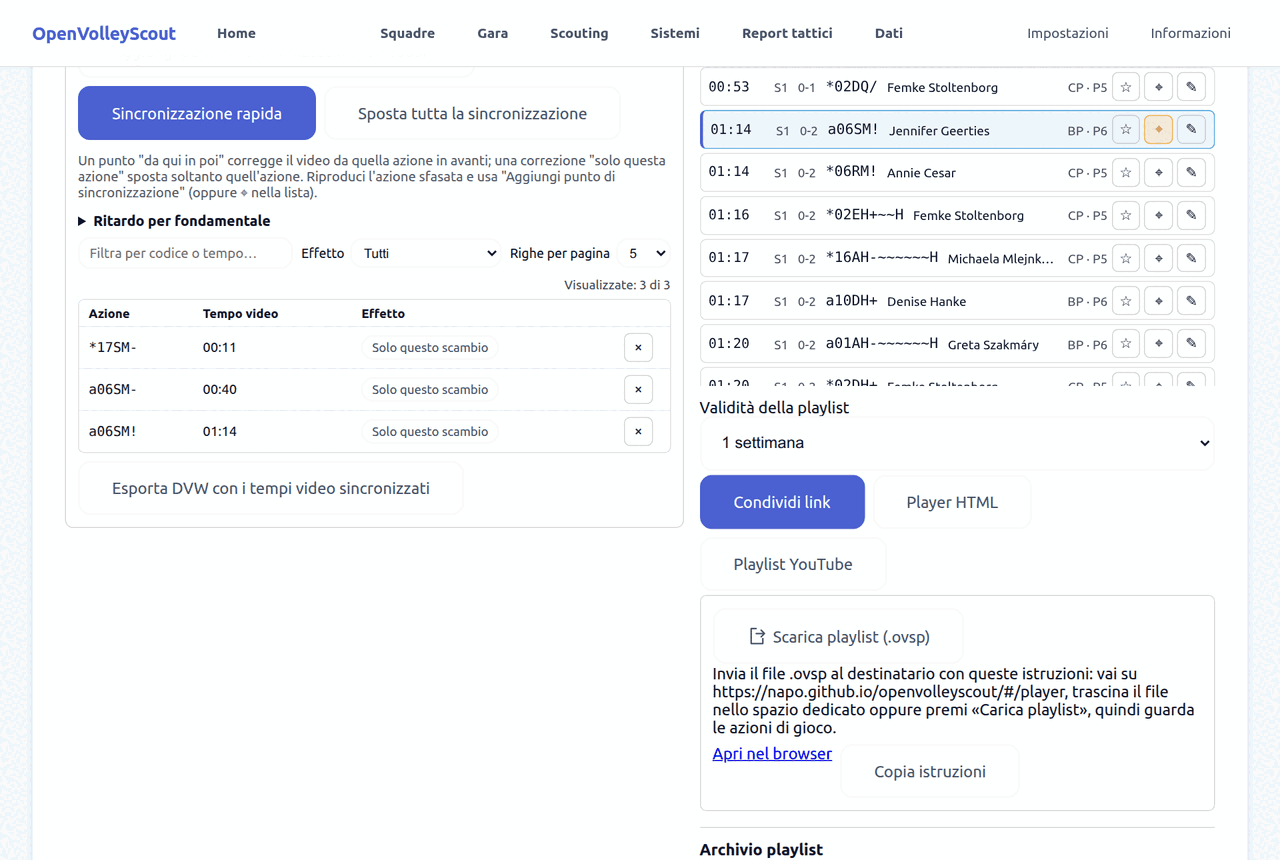 OpenVolleyScout Home Squadre Gara Scouting Sistemi Report tattici Dati Impostazioni Informazioni
Sincronizzazione rapida Sposta tutta la sincronizzazione
Un punto "da qui in poi" corregge il video da quella azione in avanti; una correzione "solo questa
azione" sposta soltanto quell'azione. Riproduci l'azione sfasata e usa "Aggiungi punto di
sincronizzazione" (oppure ⌖ nella lista).
▶ Ritardo per fondamentale
Filtra per codice o tempo… Effetto Tutti Righe per pagina 5
Visualizzate: 3 di 3
Azione Tempo video Effetto
*17SM- 00:11 Solo questo scambio ×
a06SM- 00:40 Solo questo scambio ×
a06SM! 01:14 Solo questo scambio ×
Esporta DVW con i tempi video sincronizzati
00:53 S1 0-1 *02DQ/ Femke Stoltenborg CP · P5 ☆ ⌖ ✎
01:14 S1 0-2 a06SM! Jennifer Geerties BP · P6 ☆ ⌖ ✎
01:14 S1 0-2 *06RM! Annie Cesar CP · P5 ☆ ⌖ ✎
01:16 S1 0-2 *02EH+~~H Femke Stoltenborg CP · P5 ☆ ⌖ ✎
01:17 S1 0-2 *16AH-~~~~~~H Michaela Mlejnk… CP · P5 ☆ ⌖ ✎
01:17 S1 0-2 a10DH+ Denise Hanke BP · P6 ☆ ⌖ ✎
01:20 S1 0-2 a01AH-~~~~~~H Greta Szakmáry BP · P6 ☆ ⌖ ✎
01:20 S1 0-2 *02DH+ Femke Stoltenborg CP · P5 ☆ ⌖ ✎
Validità della playlist
1 settimana
Condividi link Player HTML
Playlist YouTube
Scarica playlist (.ovsp)
Invia il file .ovsp al destinatario con queste istruzioni: vai su
https://napo.github.io/openvolleyscout/#/player, trascina il file
nello spazio dedicato oppure premi «Carica playlist», quindi guarda
le azioni di gioco.
Apri nel browser Copia istruzioni
Archivio playlist